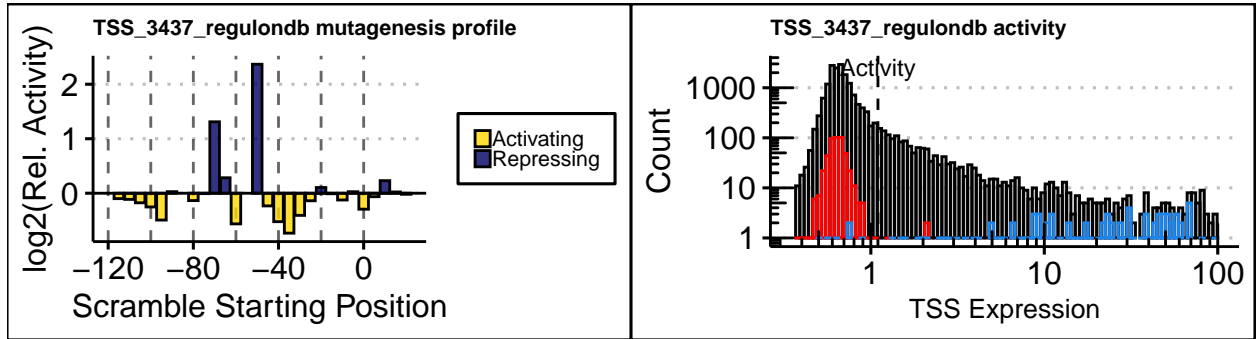 TSS_3437_regulondb mutagenesis profile
log2(Rel. Activity)
2
1
0
−120
−80
−40
0
Scramble Starting Position
Activating
Repressing
TSS_3437_regulondb activity
Activity
Count
1000
100
10
1
1
10
100
TSS Expression